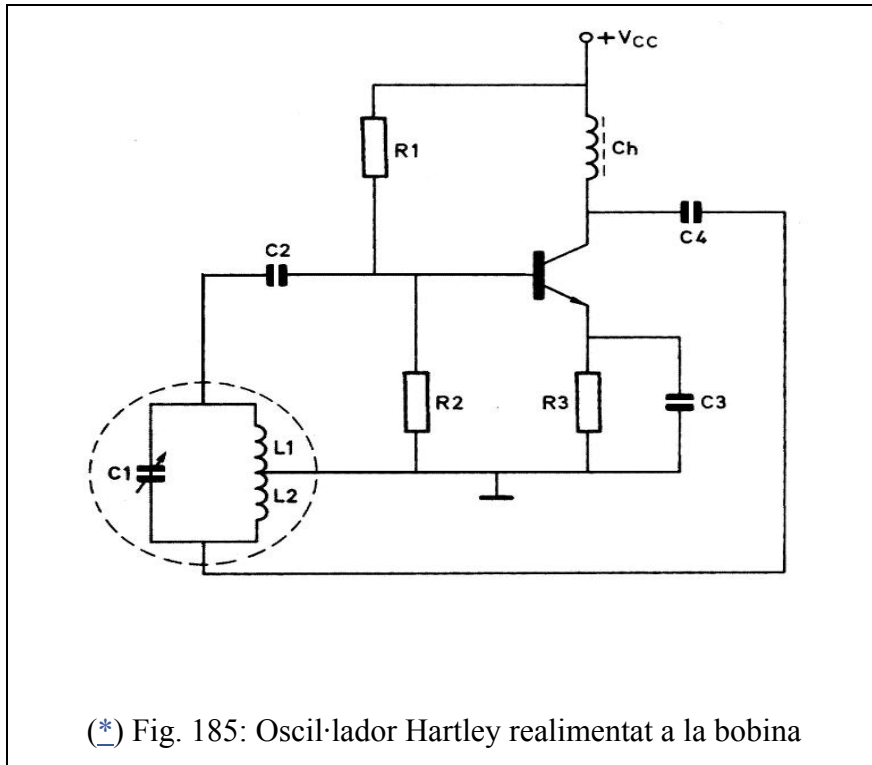 +VCC
R1
Ch
C4
C2
R2
R3
C3
C1
L1
L2
(*) Fig. 185: Oscil·lador Hartley realimentat a la bobina